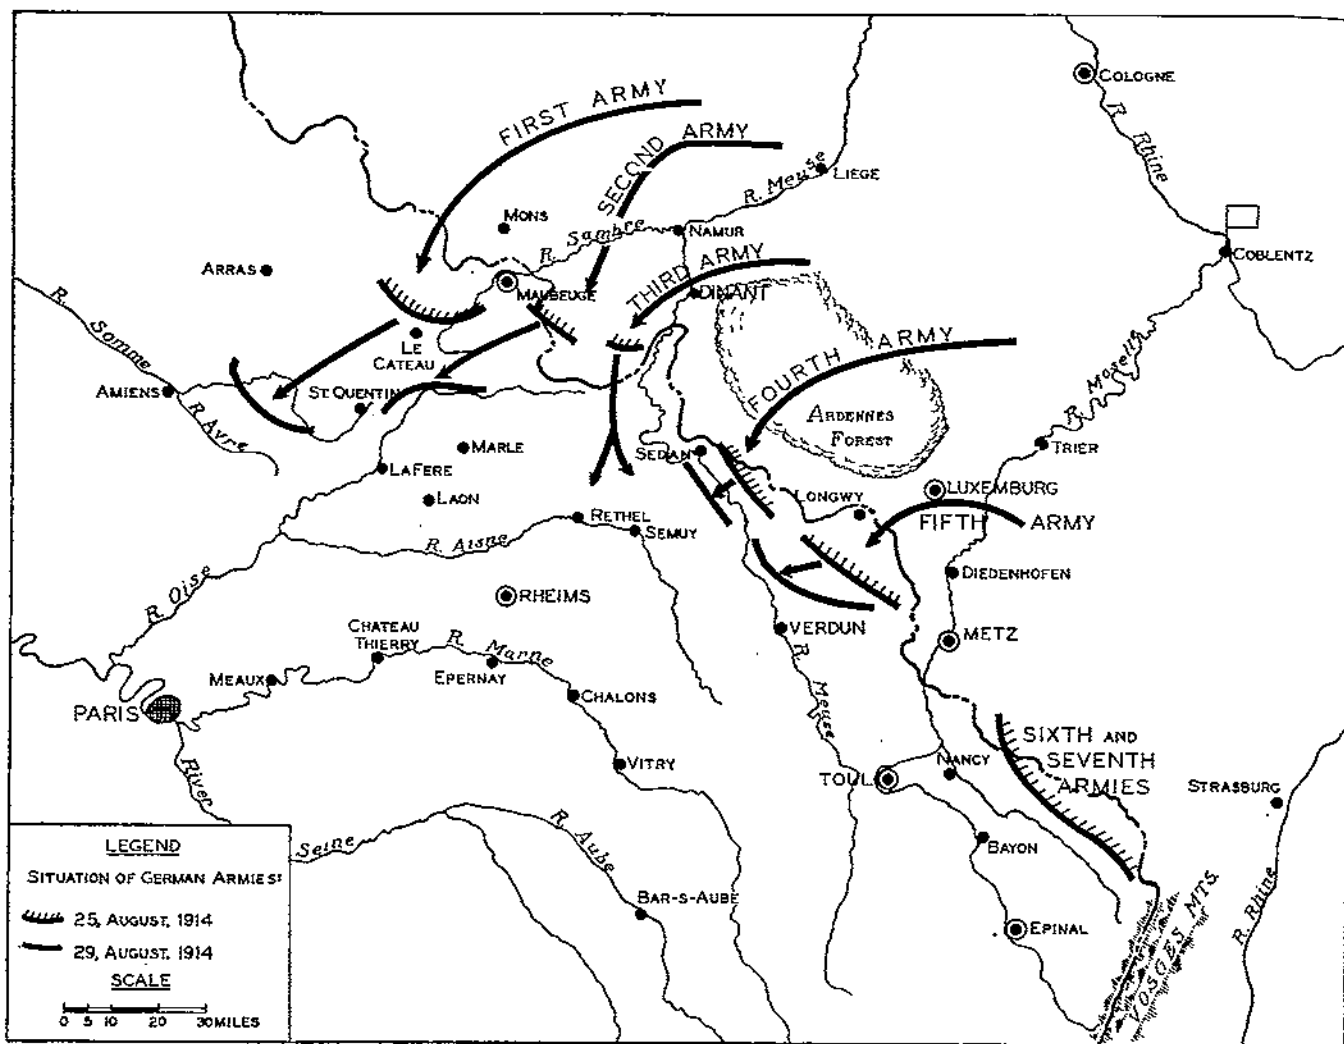 COLOGNE
R. Rhine
FIRST ARMY
SECOND ARMY
R. Meuse
LIEGE
MONS
R. Sambre
NAMUR
COBLENTZ
ARRAS
THIRD ARMY
MAUBEUGE
DINANT
R. Somme
LE
CATEAU
FOURTH ARMY
R. Moselle
AMIENS
ST. QUENTIN
ARDENNES
FOREST
R. Avre
MARLE
SEDAN
TRIER
LAFERE
LAON
LONGWY
LUXEMBURG
FIFTH ARMY
RETHEL
SEMUY
R. Aisne
DIEDENHOFEN
R. Oise
RHEIMS
CHATEAU
THIERRY
R. Marne
VERDUN
METZ
MEAUX
EPERNAY
CHALONS
R. Meuse
PARIS
SIXTH AND
SEVENTH
ARMIES
VITRY
TOUL
NANCY
STRASBURG
River Seine
R. Aube
BAYON
BAR-S-AUBE
EPINAL
VOSGES MTS.
R. Rhine
LEGEND
SITUATION OF GERMAN ARMIES:
25, AUGUST, 1914
29, AUGUST, 1914
SCALE
0 5 10 20 30 MILES